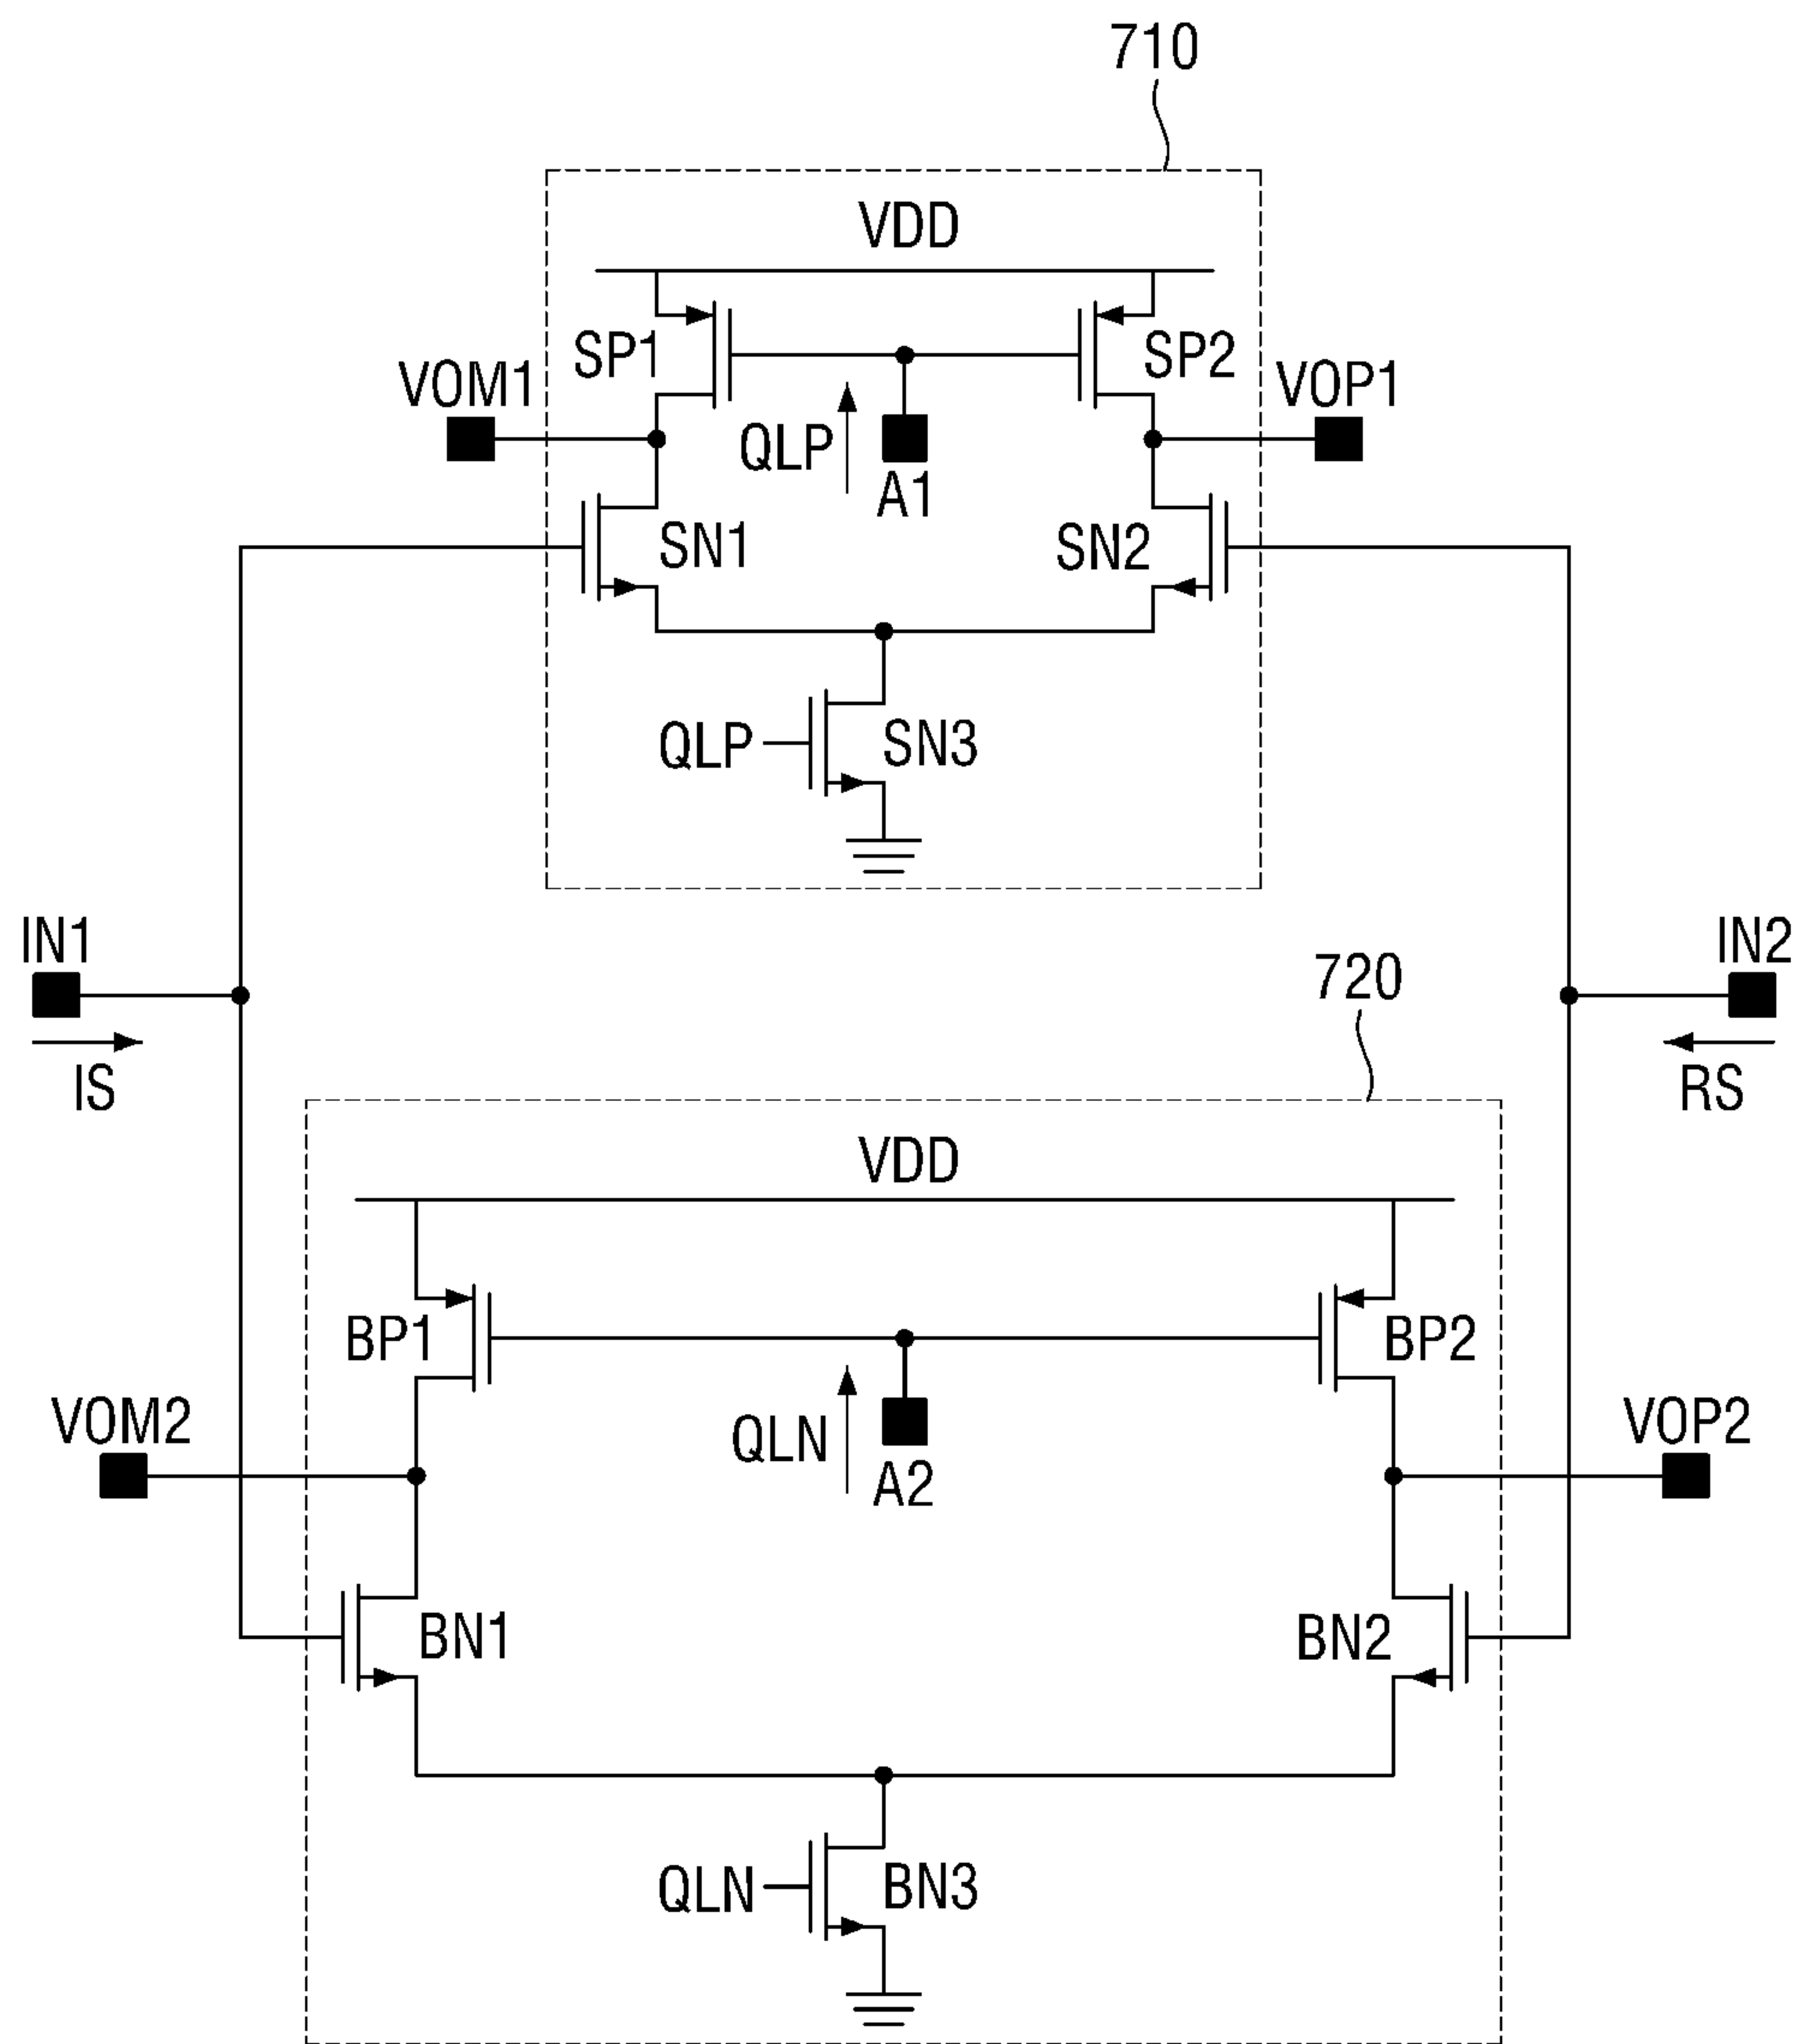 710
VDD
SP1
SP2
VOM1
VOP1
QLP
A1
SN1
SN2
QLP
SN3
IN1
IN2
720
IS
RS
VDD
BP1
BP2
VOM2
VOP2
QLN
A2
BN1
BN2
QLN
BN3